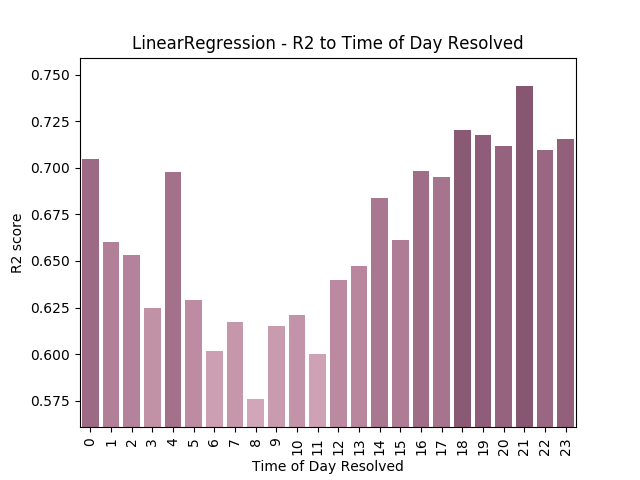 LinearRegression - R2 to Time of Day Resolved
0.750
0.725
0.700
0.675
0.650
0.625
0.600
0.575
R2 score
0 1 2 3 4 5 6 7 8 9 10 11 12 13 14 15 16 17 18 19 20 21 22 23
Time of Day Resolved